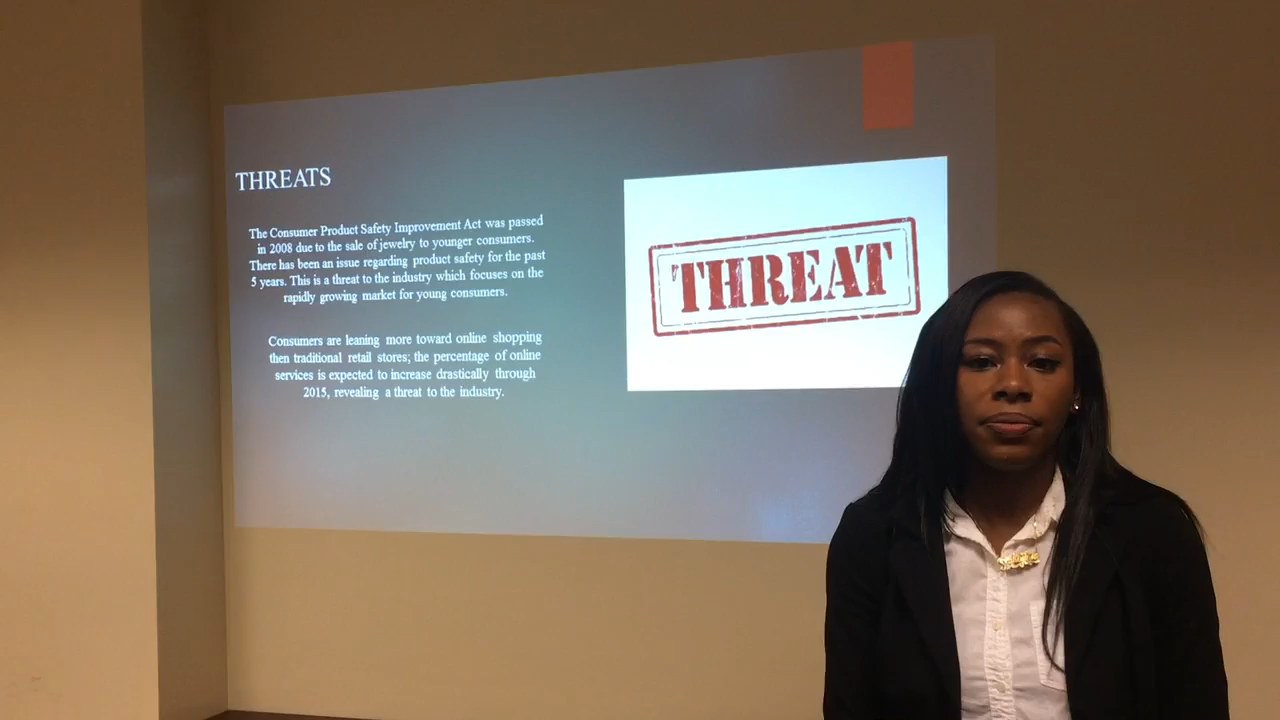 THREATS
The Consumer Product Safety Improvement Act was passed
in 2008 due to the sale of jewelry to younger consumers.
There has been an issue regarding product safety for the past
5 years. This is a threat to the industry which focuses on the
rapidly growing market for young consumers.
Consumers are leaning more toward online shopping
then traditional retail stores; the percentage of online
services is expected to increase drastically through
2015, revealing a threat to the industry.
THREAT